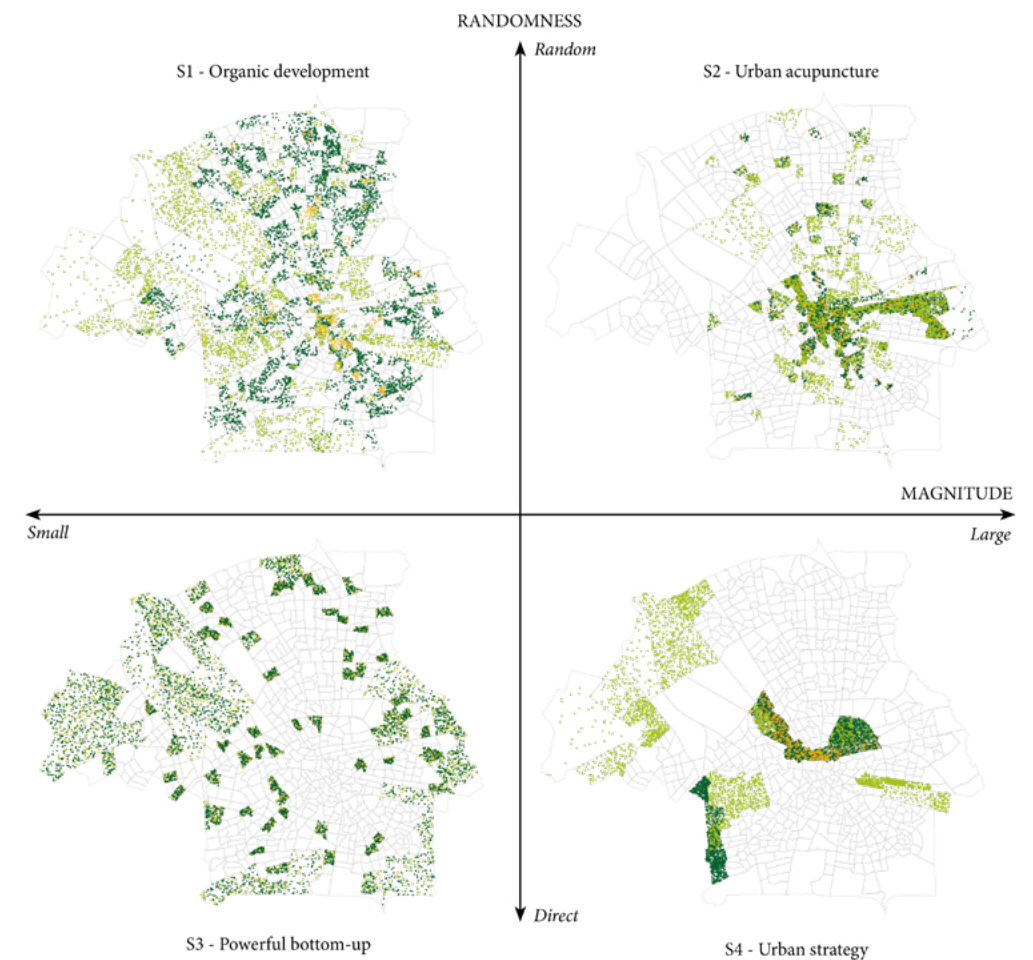 RANDOMNESS
Random
S1 - Organic development
S2 - Urban acupuncture
MAGNITUDE
Small
Large
Direct
S3 - Powerful bottom-up
S4 - Urban strategy